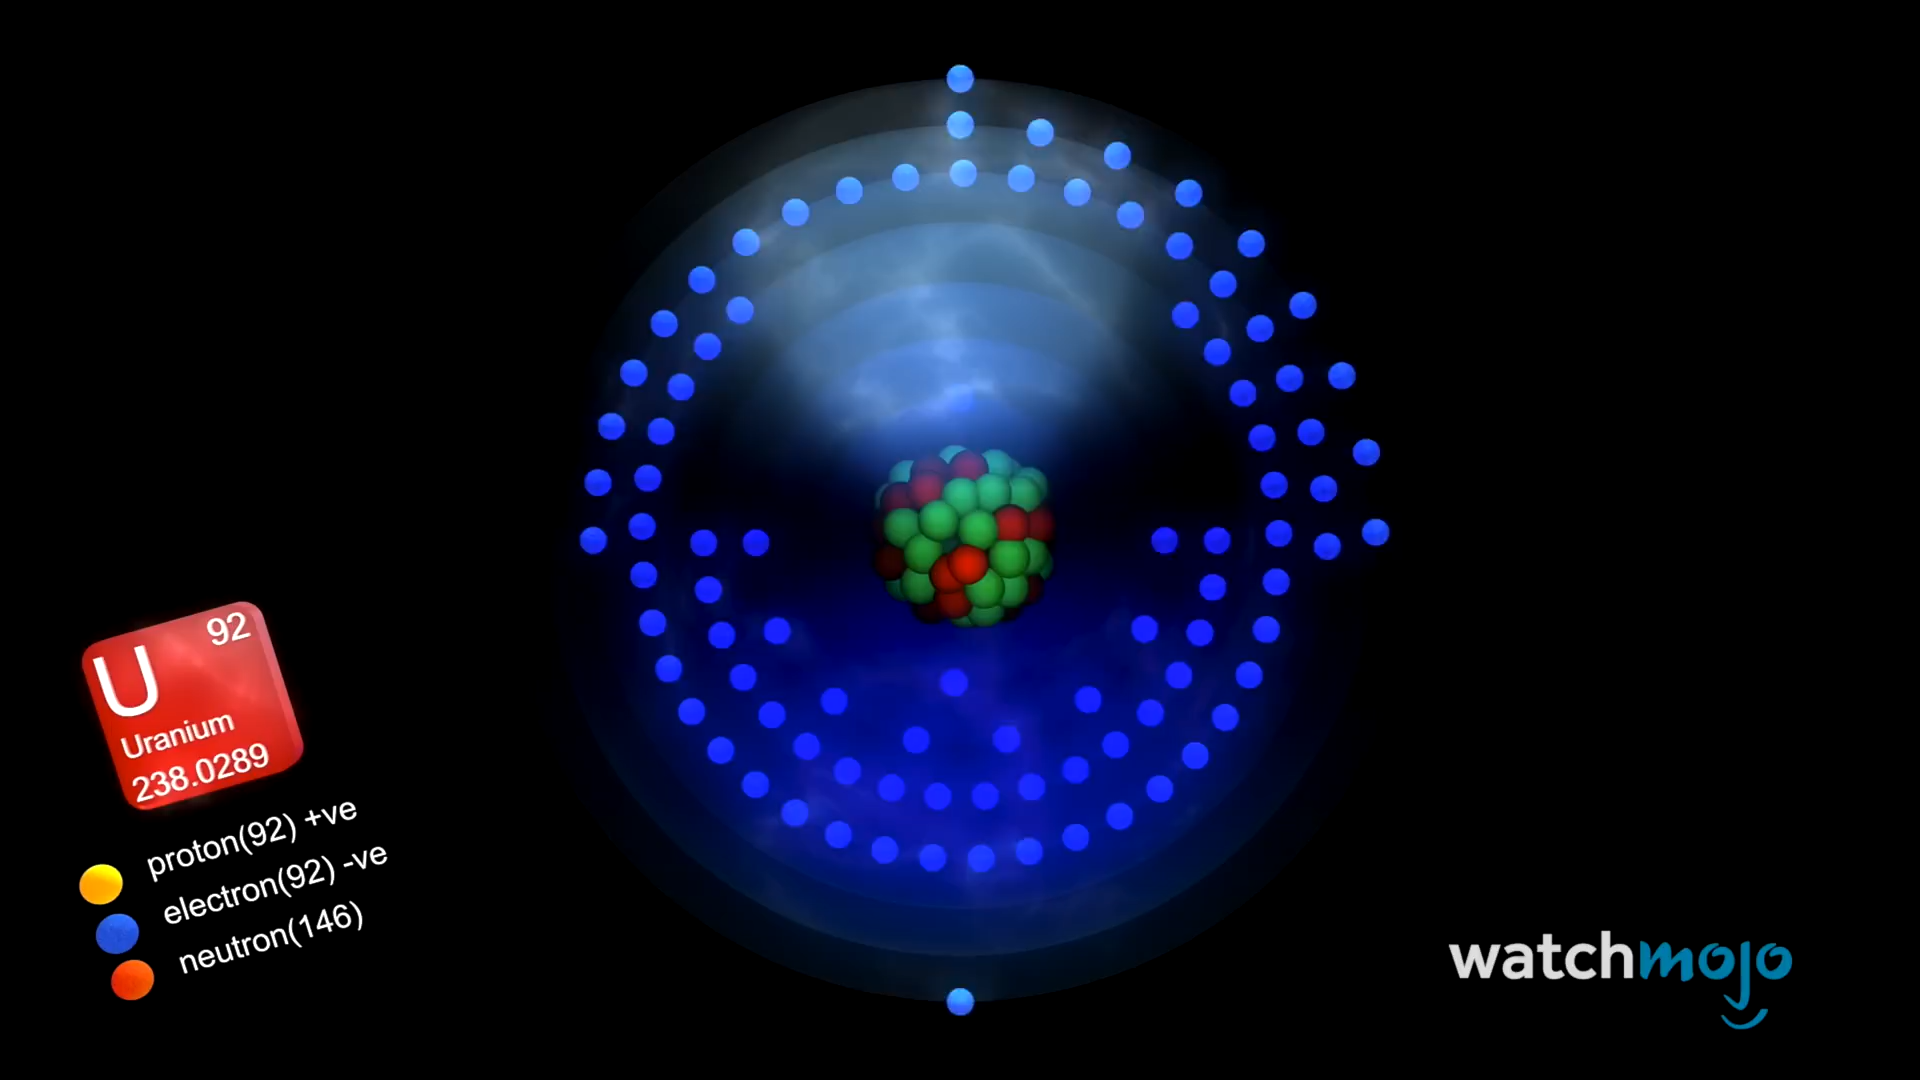 92
U
Uranium
238.0289
proton(92) +ve
electron(92) -ve
neutron(146)
watchmojo